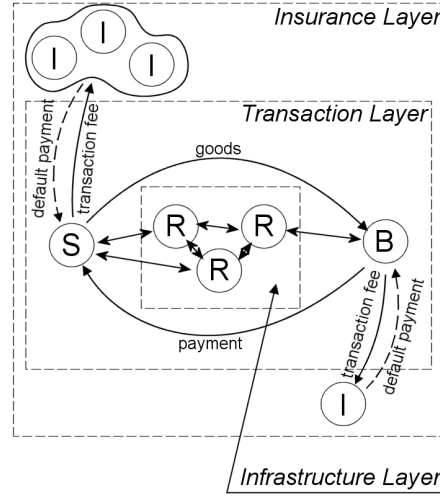 Insurance Layer
I
I
I
Transaction Layer
default payment
transaction fee
goods
S
R
R
R
B
payment
transaction fee
default payment
I
Infrastructure Layer